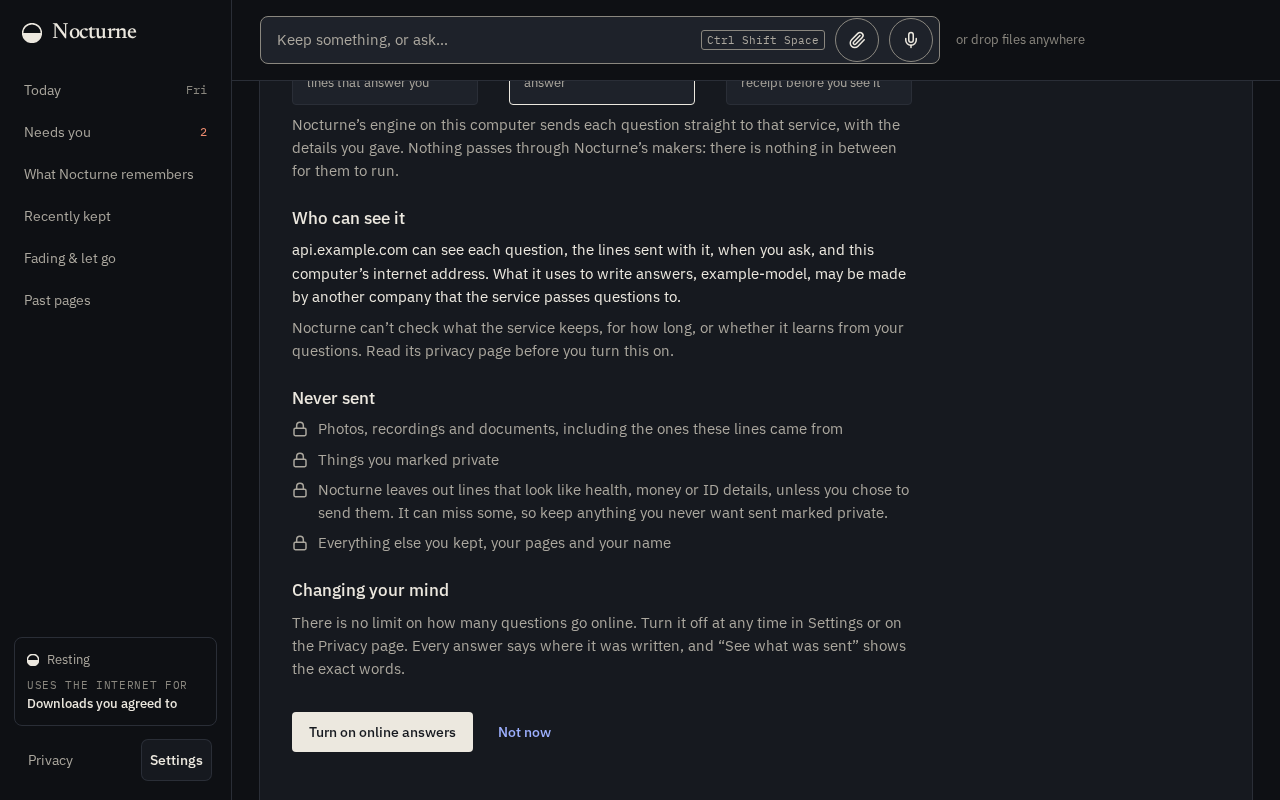 Nocturne
Keep something, or ask...
Ctrl Shift Space
or drop files anywhere
Today
Fri
Needs you
2
What Nocturne remembers
Recently kept
Fading & let go
Past pages
Resting
USES THE INTERNET FOR
Downloads you agreed to
Privacy
Settings
lines that answer you
answer
receipt before you see it
Nocturne’s engine on this computer sends each question straight to that service, with the
details you gave. Nothing passes through Nocturne’s makers: there is nothing in between
for them to run.
Who can see it
api.example.com can see each question, the lines sent with it, when you ask, and this
computer’s internet address. What it uses to write answers, example-model, may be made
by another company that the service passes questions to.
Nocturne can’t check what the service keeps, for how long, or whether it learns from your
questions. Read its privacy page before you turn this on.
Never sent
Photos, recordings and documents, including the ones these lines came from
Things you marked private
Nocturne leaves out lines that look like health, money or ID details, unless you chose to
send them. It can miss some, so keep anything you never want sent marked private.
Everything else you kept, your pages and your name
Changing your mind
There is no limit on how many questions go online. Turn it off at any time in Settings or on
the Privacy page. Every answer says where it was written, and “See what was sent” shows
the exact words.
Turn on online answers
Not now